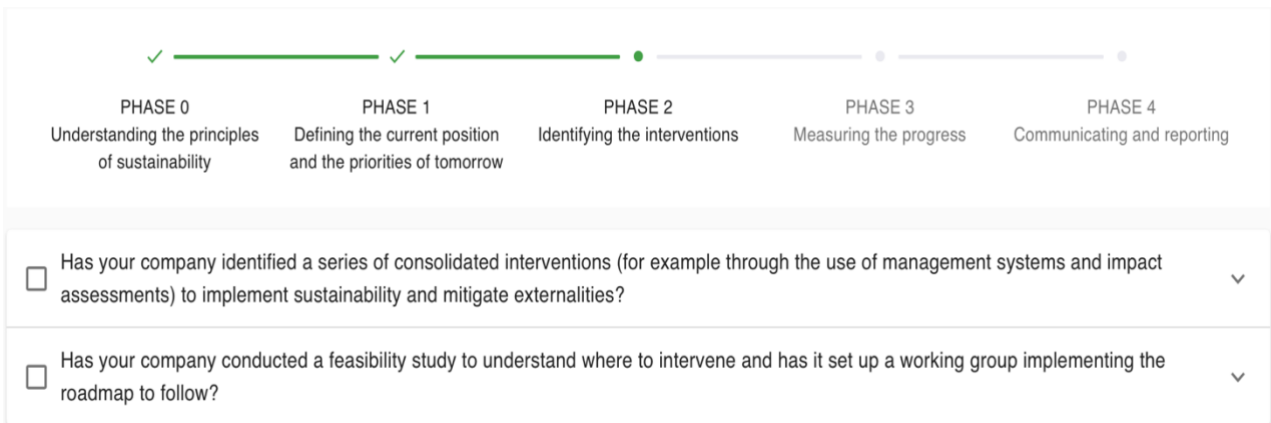 PHASE 0
Understanding the principles
of sustainability
PHASE 1
Defining the current position
and the priorities of tomorrow
PHASE 2
Identifying the interventions
PHASE 3
Measuring the progress
PHASE 4
Communicating and reporting
Has your company identified a series of consolidated interventions (for example through the use of management systems and impact
assessments) to implement sustainability and mitigate externalities?
Has your company conducted a feasibility study to understand where to intervene and has it set up a working group implementing the
roadmap to follow?